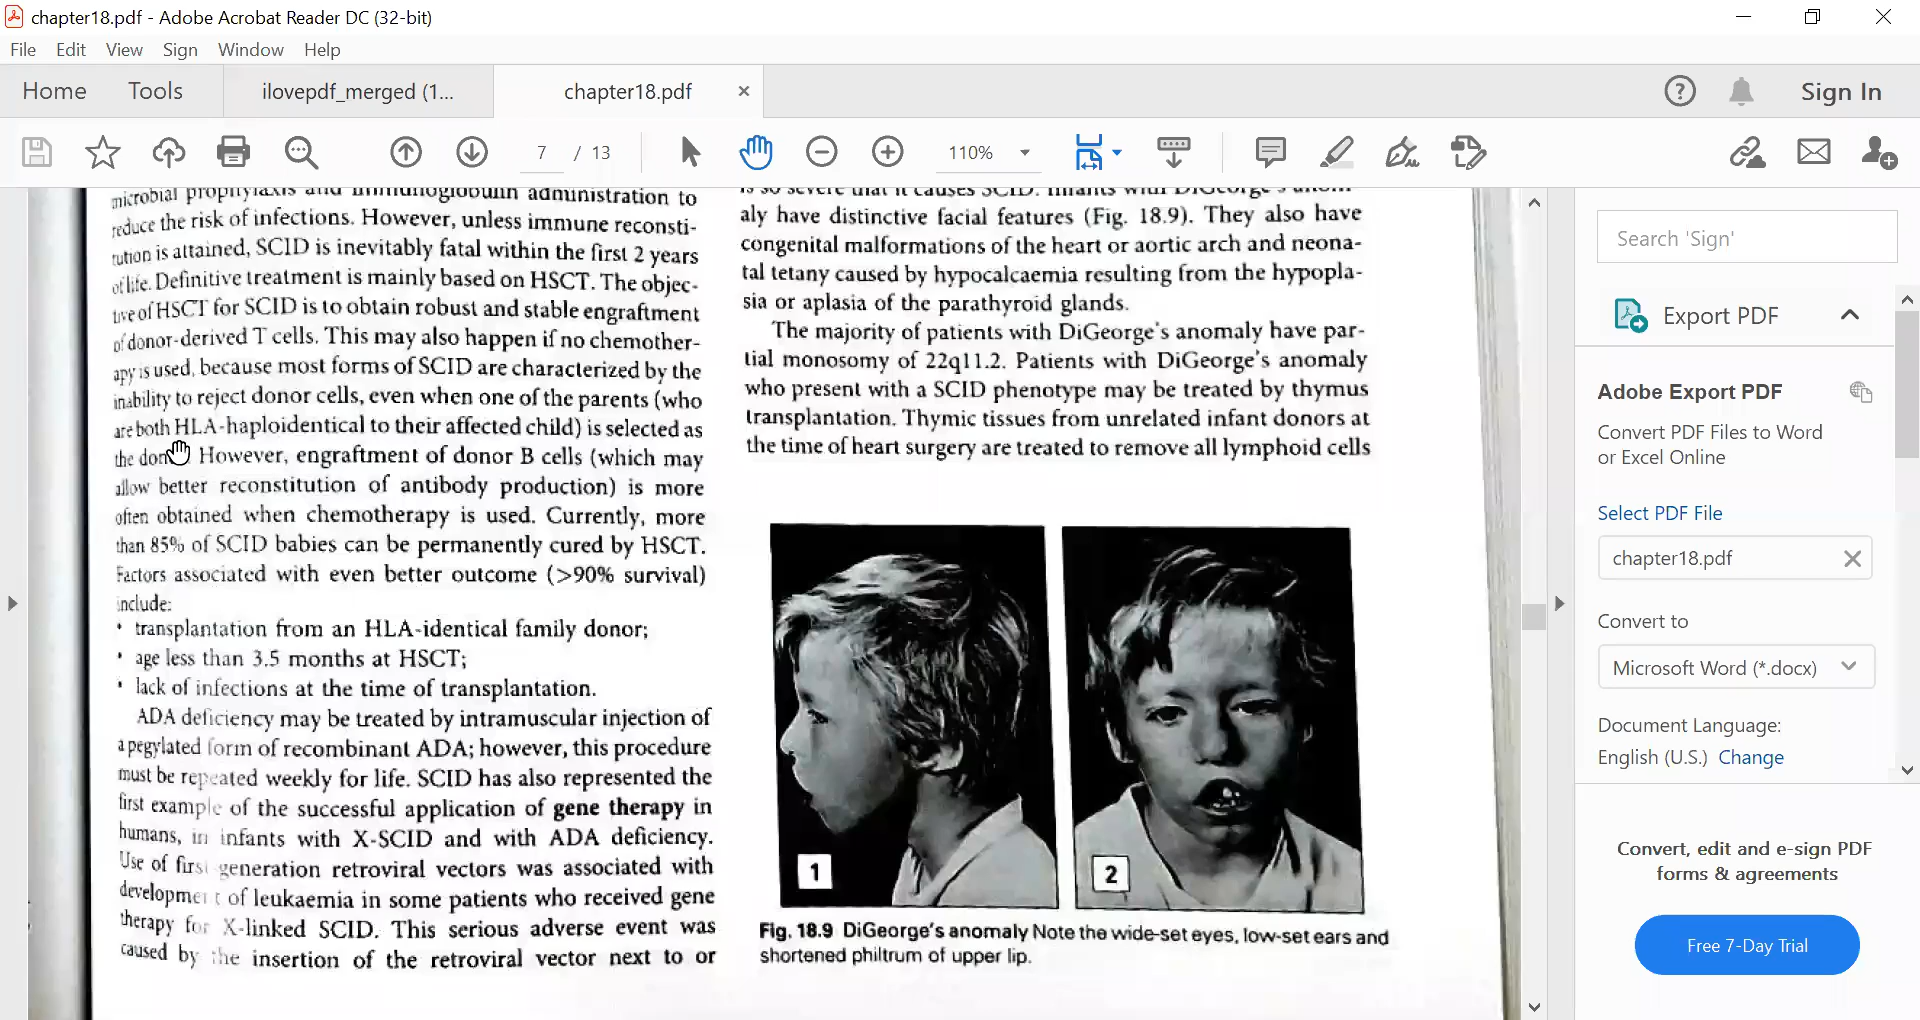 chapter18.pdf - Adobe Acrobat Reader DC (32-bit)
File Edit View Sign Window Help
Home Tools ilovepdf_merged (1... chapter18.pdf × Sign In
7 / 13 110%
microbial prophylaxis and immunoglobulin administration to
reduce the risk of infections. However, unless immune reconsti-
tution is attained, SCID is inevitably fatal within the first 2 years
of life. Definitive treatment is mainly based on HSCT. The objec-
tive of HSCT for SCID is to obtain robust and stable engraftment
of donor-derived T cells. This may also happen if no chemother-
apy is used, because most forms of SCID are characterized by the
inability to reject donor cells, even when one of the parents (who
are both HLA-haploidentical to their affected child) is selected as
the However, engraftment of donor B cells (which may
allow better reconstitution of antibody production) is more
often obtained when chemotherapy is used. Currently, more
than 85% of SCID babies can be permanently cured by HSCT.
Factors associated with even better outcome (>90% survival)
include:
• transplantation from an HLA-identical family donor;
• age less than 3.5 months at HSCT;
• lack of infections at the time of transplantation.
ADA deficiency may be treated by intramuscular injection of
a pegylated form of recombinant ADA; however, this procedure
must be repeated weekly for life. SCID has also represented the
first example of the successful application of gene therapy in
humans, in infants with X-SCID and with ADA deficiency.
Use of first generation retroviral vectors was associated with
development of leukaemia in some patients who received gene
therapy for X-linked SCID. This serious adverse event was
caused by the insertion of the retroviral vector next to or
is so severe that it causes SCID. Infants with DiGeorge's anom-
aly have distinctive facial features (Fig. 18.9). They also have
congenital malformations of the heart or aortic arch and neona-
tal tetany caused by hypocalcaemia resulting from the hypopla-
sia or aplasia of the parathyroid glands.
The majority of patients with DiGeorge's anomaly have par-
tial monosomy of 22q11.2. Patients with DiGeorge's anomaly
who present with a SCID phenotype may be treated by thymus
transplantation. Thymic tissues from unrelated infant donors at
the time of heart surgery are treated to remove all lymphoid cells
1 2
Fig. 18.9 DiGeorge's anomaly Note the wide-set eyes, low-set ears and
shortened philtrum of upper lip.
Search 'Sign'
Export PDF
Adobe Export PDF
Convert PDF Files to Word
or Excel Online
Select PDF File
chapter18.pdf
Convert to
Microsoft Word (*.docx)
Document Language:
English (U.S.) Change
Convert, edit and e-sign PDF
forms & agreements
Free 7-Day Trial